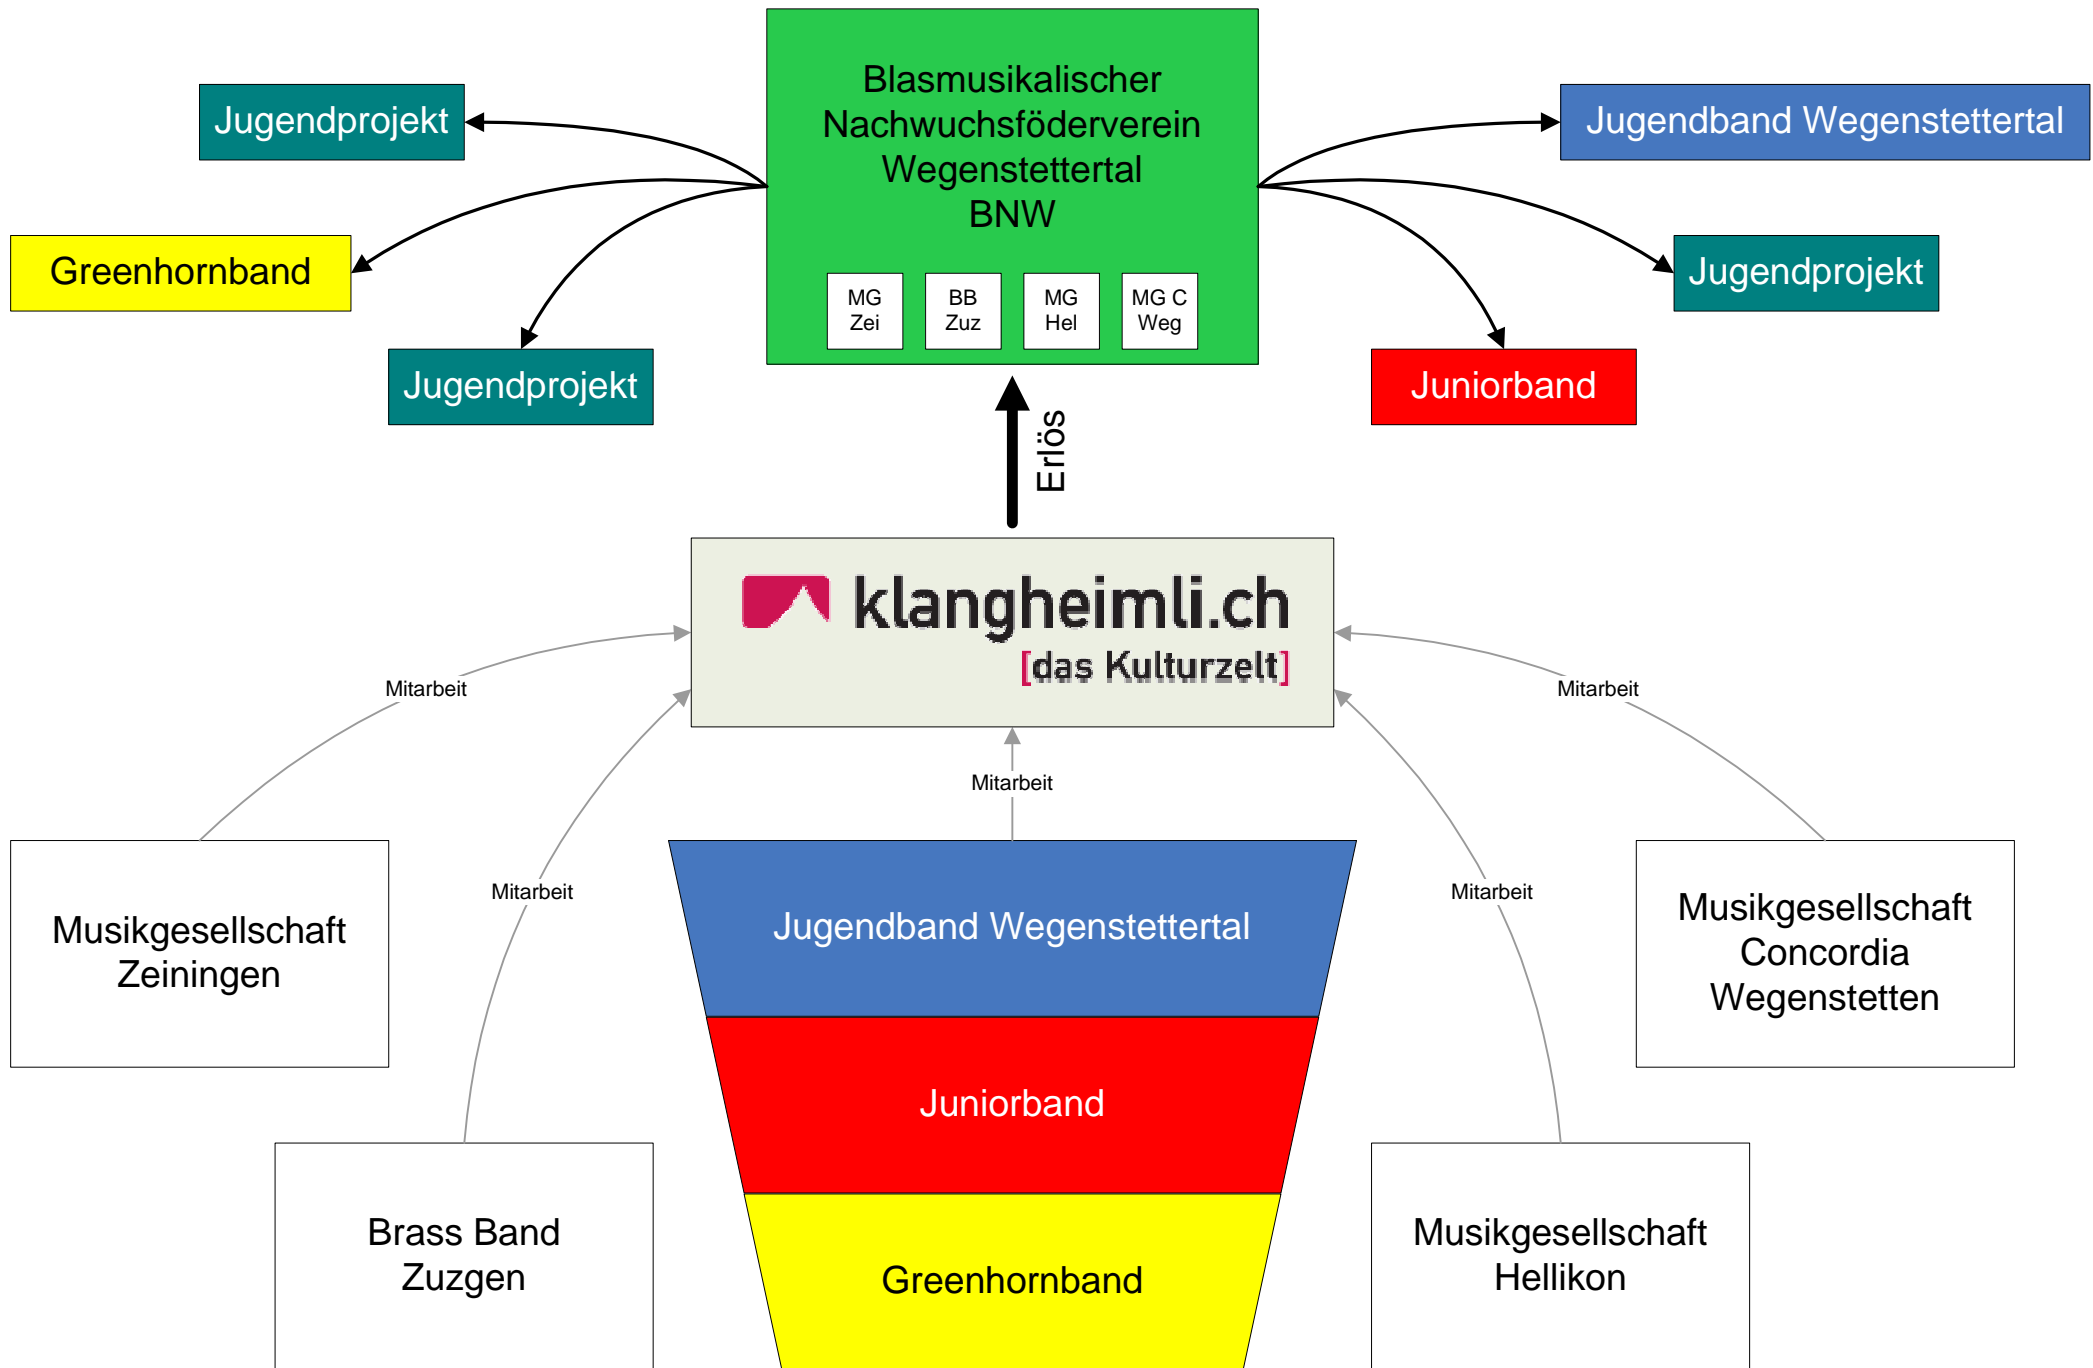 Blasmusikalischer
Nachwuchsföderverein
Wegenstettertal
BNW
MG
Zei
BB
Zuz
MG
Hel
MG C
Weg
Jugendprojekt
Greenhornband
Jugendprojekt
Jugendband Wegenstettertal
Jugendprojekt
Juniorband
Erlös
klangheimli.ch
[das Kulturzelt]
Mitarbeit
Mitarbeit
Mitarbeit
Mitarbeit
Mitarbeit
Musikgesellschaft
Zeiningen
Brass Band
Zuzgen
Jugendband Wegenstettertal
Juniorband
Greenhornband
Musikgesellschaft
Hellikon
Musikgesellschaft
Concordia
Wegenstetten